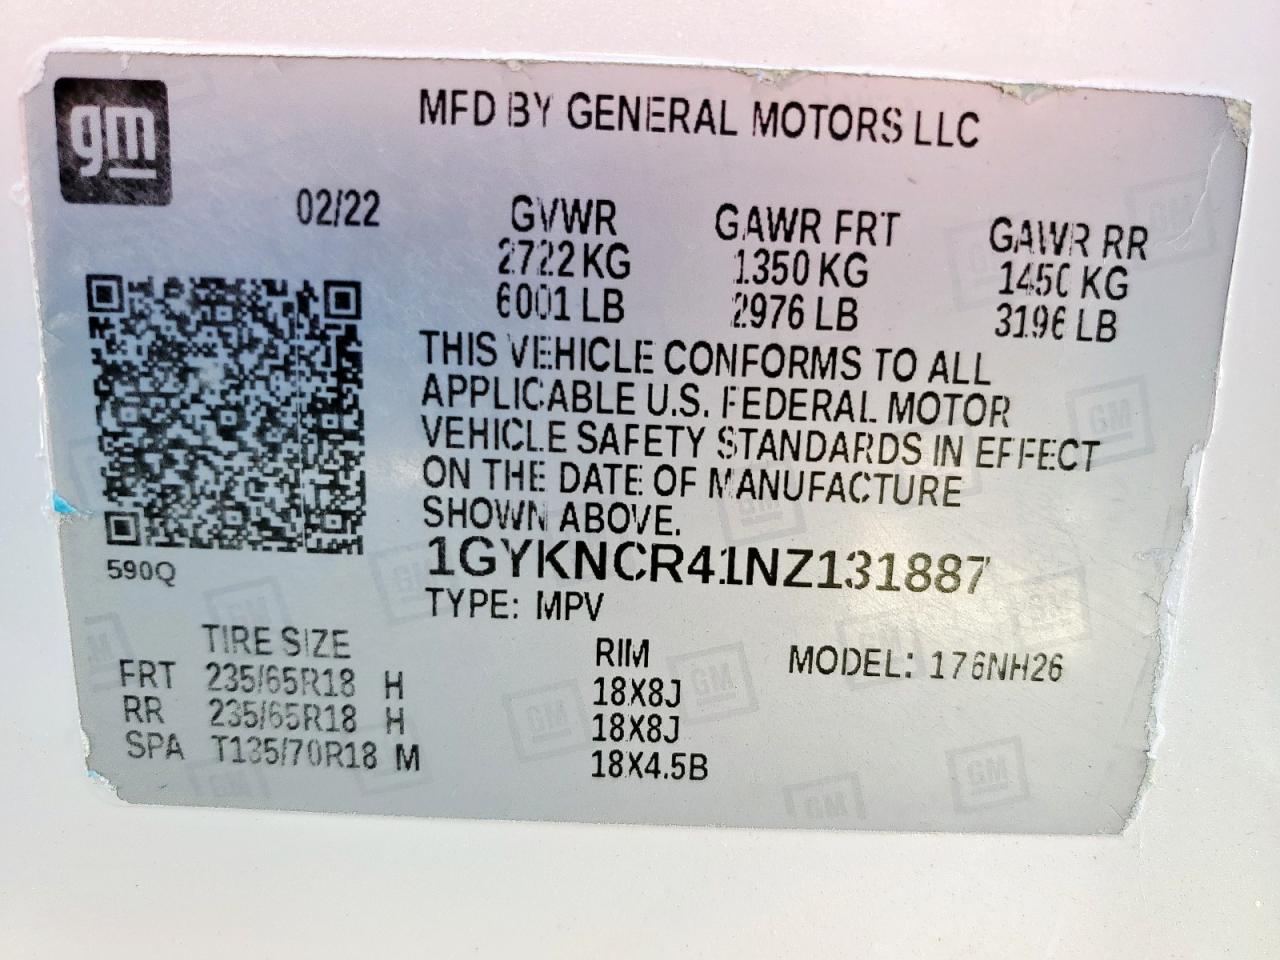 gm
MFD BY GENERAL MOTORS LLC
02/22 GVWR GAWR FRT GAWR RR
2722 KG 1350 KG 1450 KG
6001 LB 2976 LB 3196 LB
THIS VEHICLE CONFORMS TO ALL
APPLICABLE U.S. FEDERAL MOTOR
VEHICLE SAFETY STANDARDS IN EFFECT
ON THE DATE OF MANUFACTURE
SHOWN ABOVE.
590Q
1GYKNCR41NZ131887
TYPE: MPV
TIRE SIZE RIM MODEL: 176NH26
FRT 235/65R18 H 18X8J
RR 235/65R18 H 18X8J
SPA T135/70R18 M 18X4.5B